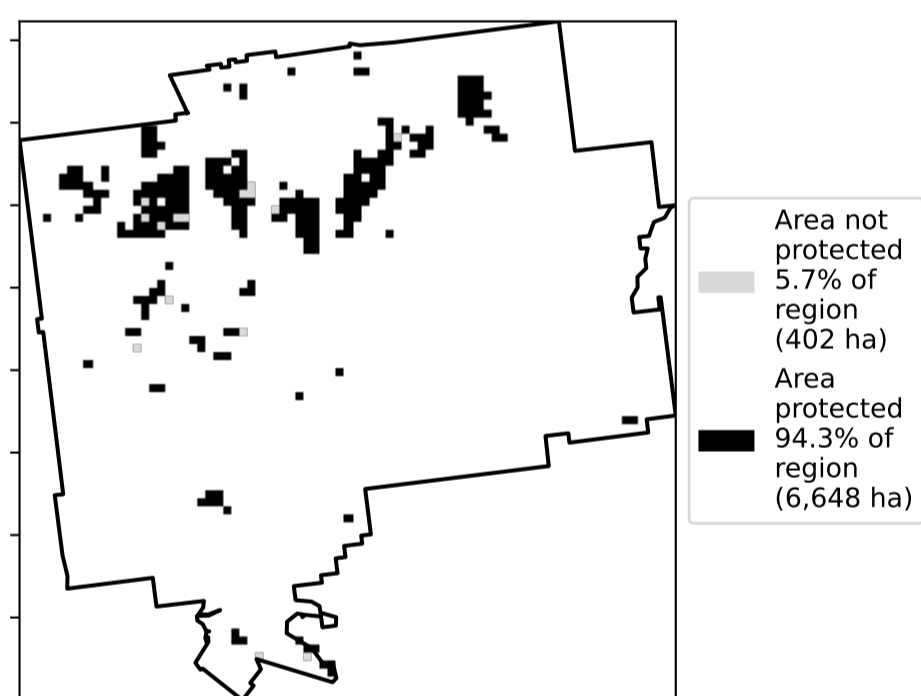 Area not
protected
5.7% of
region
(402 ha)
Area
protected
94.3% of
region
(6,648 ha)